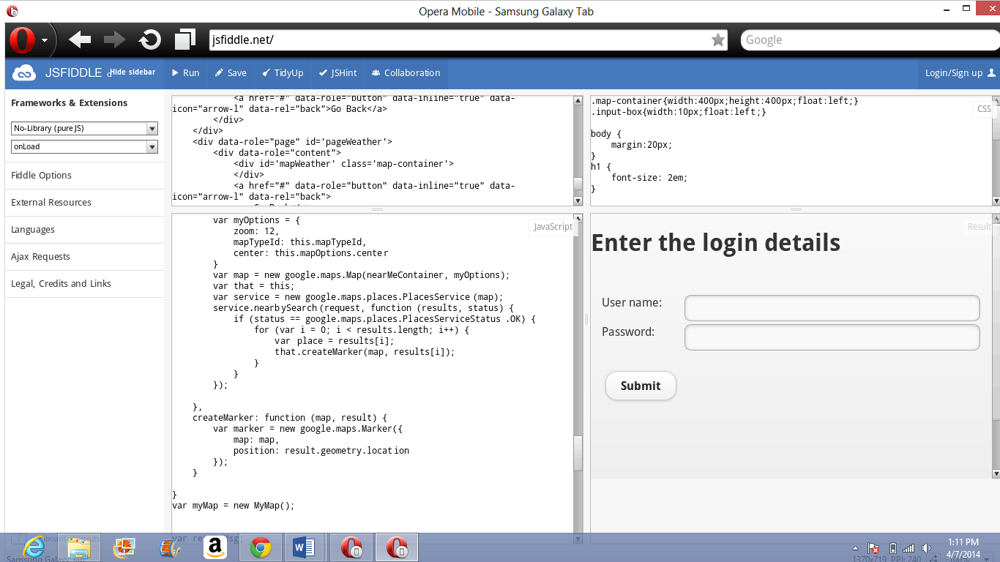 Opera Mobile - Samsung Galaxy Tab
jsfiddle.net/
Google
JSFIDDLE
Hide sidebar
Run
Save
TidyUp
JSHint
Collaboration
Login/Sign up
Frameworks & Extensions
No-Library (pure JS)
onLoad
Fiddle Options
External Resources
Languages
Ajax Requests
Legal, Credits and Links
<a href="#" data-role="button" data-inline="true" data-
icon="arrow-l" data-rel="back">Go Back</a>
</div>
</div>
<div data-role="page" id='pageWeather'>
<div data-role="content">
<div id='mapWeather' class='map-container'>
</div>
<a href="#" data-role="button" data-inline="true" data-
icon="arrow-l" data-rel="back">
.map-container{width:400px;height:400px;float:left;}
.input-box{width:10px;float:left;}
CSS
body {
margin:20px;
}
h1 {
font-size: 2em;
}
var myOptions = {
zoom: 12,
mapTypeId: this.mapTypeId,
center: this.mapOptions.center
}
var map = new google.maps.Map(nearMeContainer, myOptions);
var that = this;
var service = new google.maps.places.PlacesService(map);
service.nearbySearch(request, function (results, status) {
if (status == google.maps.places.PlacesServiceStatus.OK) {
for (var i = 0; i < results.length; i++) {
var place = results[i];
that.createMarker(map, results[i]);
}
}
});
},
createMarker: function (map, result) {
var marker = new google.maps.Marker({
map: map,
position: result.geometry.location
});
}
}
var myMap = new MyMap();
JavaScript
Result
Enter the login details
User name:
Password:
Submit
Samsung Galaxy Tab
1370x719 PPI: 240
1:11 PM
4/7/2014